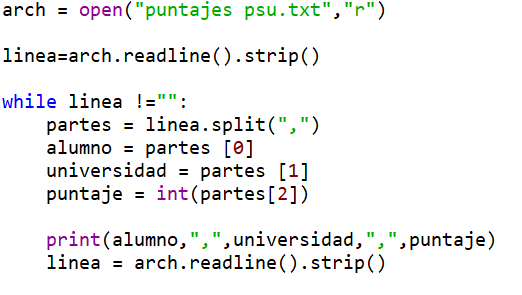 arch = open("puntajes psu.txt","r")
linea=arch.readline().strip()
while linea !="":
    partes = linea.split(",")
    alumno = partes [0]
    universidad = partes [1]
    puntaje = int(partes[2])
    print(alumno,",",universidad,",",puntaje)
    linea = arch.readline().strip()